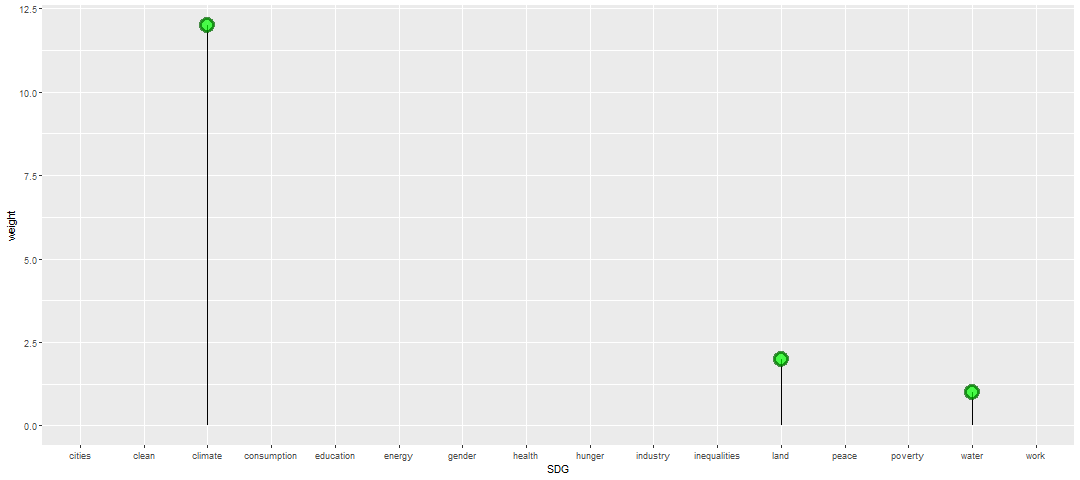 12.5
10.0
7.5
5.0
2.5
0.0
weight
cities clean climate consumption education energy gender health hunger industry inequalities land peace poverty water work
SDG